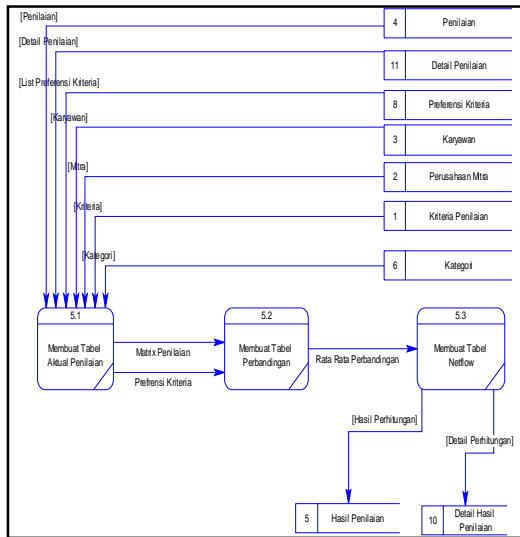 [Penilaian]
4 Penilaian
[Detail Penilaian]
11 Detail Penilaian
[List Preferensi Kriteria]
8 Preferensi Kriteria
[Karyawan]
3 Karyawan
[Mtra]
2 Perusahaan Mtra
[Kriteria]
1 Kriteria Penilaian
[Kategori]
6 Kategori
5.1
Membuat Tabel
Aktual Penilaian
Matrix Penilaian
Prefrensi Kriteria
5.2
Membuat Tabel
Perbandingan
Rata Rata Perbandingan
5.3
Membuat Tabel
Netflow
[Hasil Perhitungan]
[Detail Perhitungan]
5 Hasil Penilaian
10 Detail Hasil
Penilaian